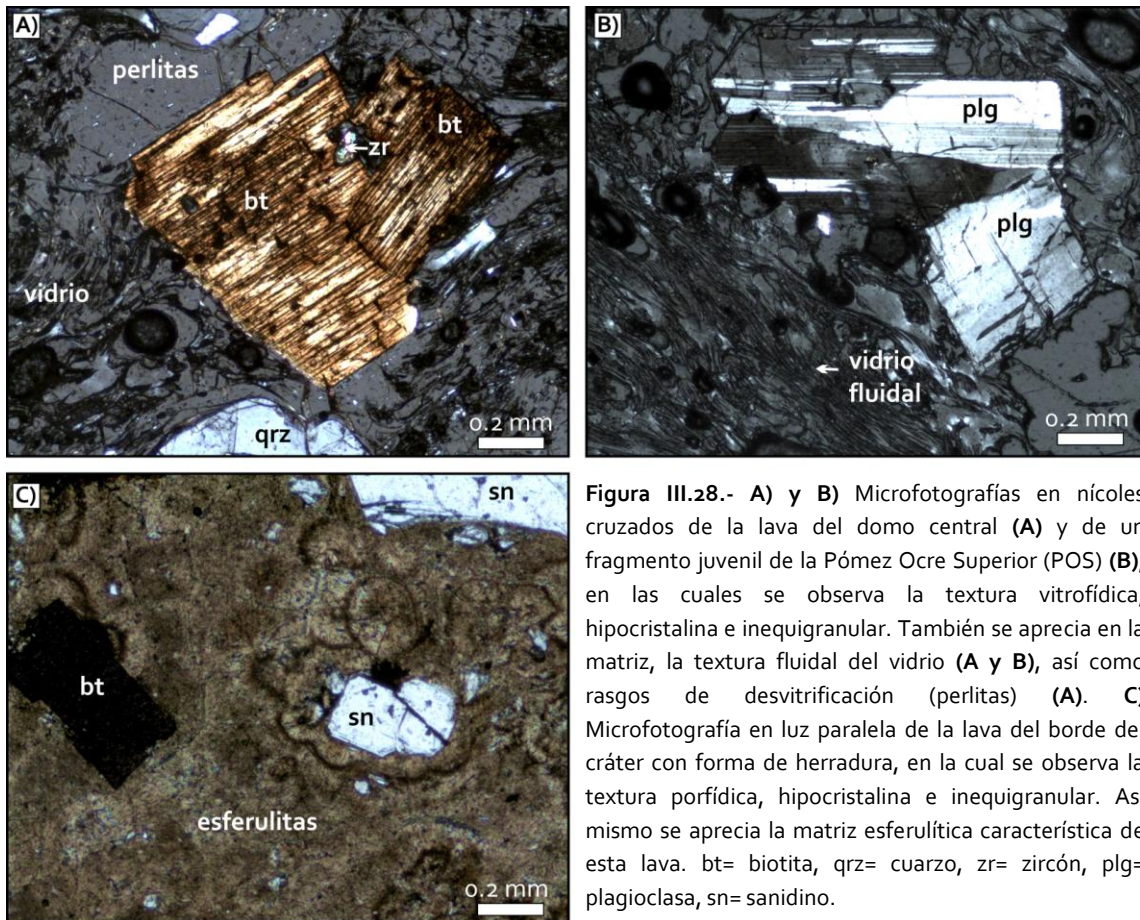 A)
perlitas
bt
zr
bt
vidrio
qrz
0.2 mm
B)
plg
plg
vidrio
fluidal
0.2 mm
C)
sn
bt
sn
esferulitas
0.2 mm
Figura III.28.- A) y B) Microfotografías en nícoles
cruzados de la lava del domo central (A) y de un
fragmento juvenil de la Pómez Ocre Superior (POS) (B),
en las cuales se observa la textura vitrofídica,
hipocristalina e inequigranular. También se aprecia en la
matriz, la textura fluidal del vidrio (A y B), así como
rasgos de desvitrificación (perlitas) (A). C)
Microfotografía en luz paralela de la lava del borde de
cráter con forma de herradura, en la cual se observa la
textura porfídica, hipocristalina e inequigranular. As
mismo se aprecia la matriz esferulítica característica de
esta lava. bt= biotita, qrz= cuarzo, zr= zircón, plg=
plagioclasa, sn= sanidino.